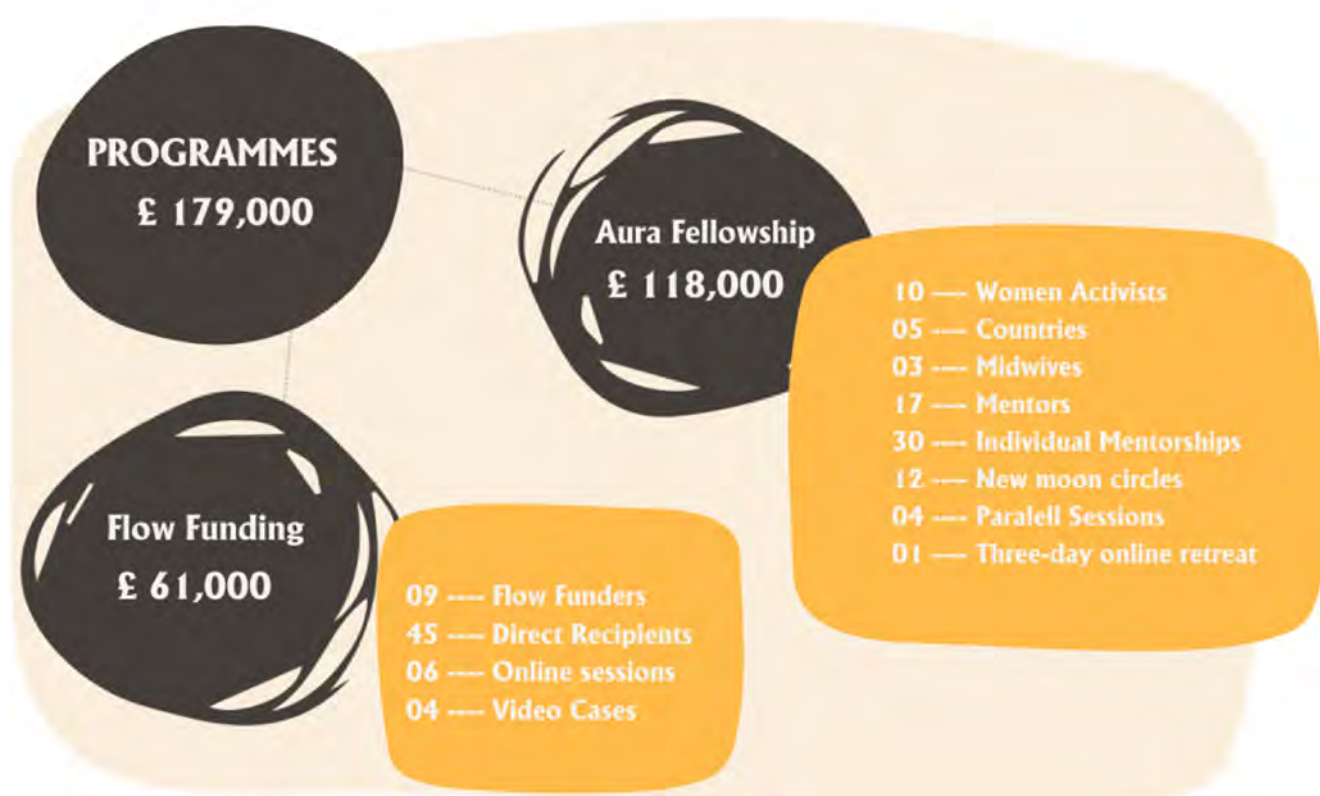 PROGRAMMES
£ 179,000
Aura Fellowship
£ 118,000
10 —– Women Activists
05 —– Countries
03 —– Midwives
17 —– Mentors
30 —– Individual Mentorships
12 —– New moon circles
04 —– Paralell Sessions
01 —– Three-day online retreat
Flow Funding
£ 61,000
09 —– Flow Funders
45 —– Direct Recipients
06 —– Online sessions
04 —– Video Cases